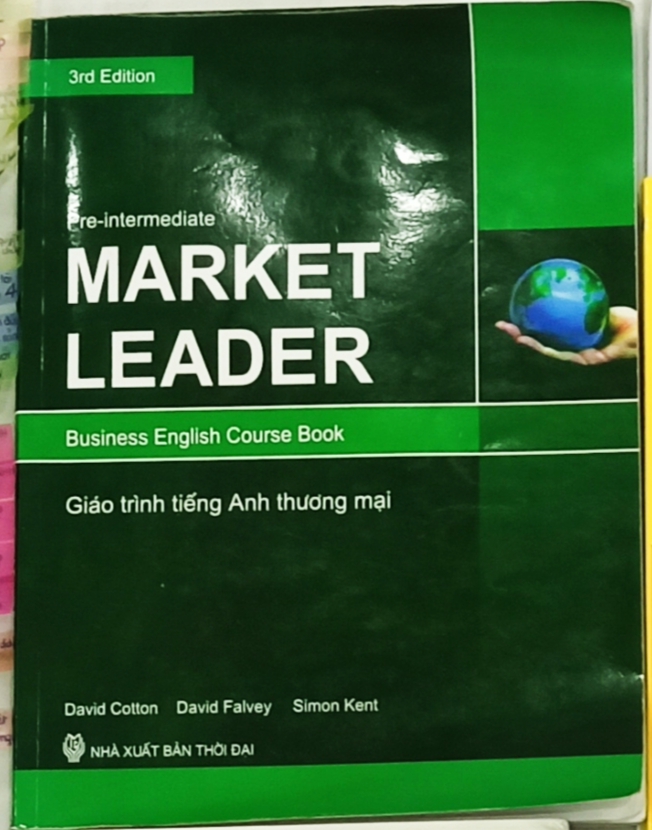 3rd Edition
Pre-intermediate
MARKET
LEADER
Business English Course Book
Giáo trình tiếng Anh thương mại
David Cotton David Falvey Simon Kent
NHÀ XUẤT BẢN THỜI ĐẠI